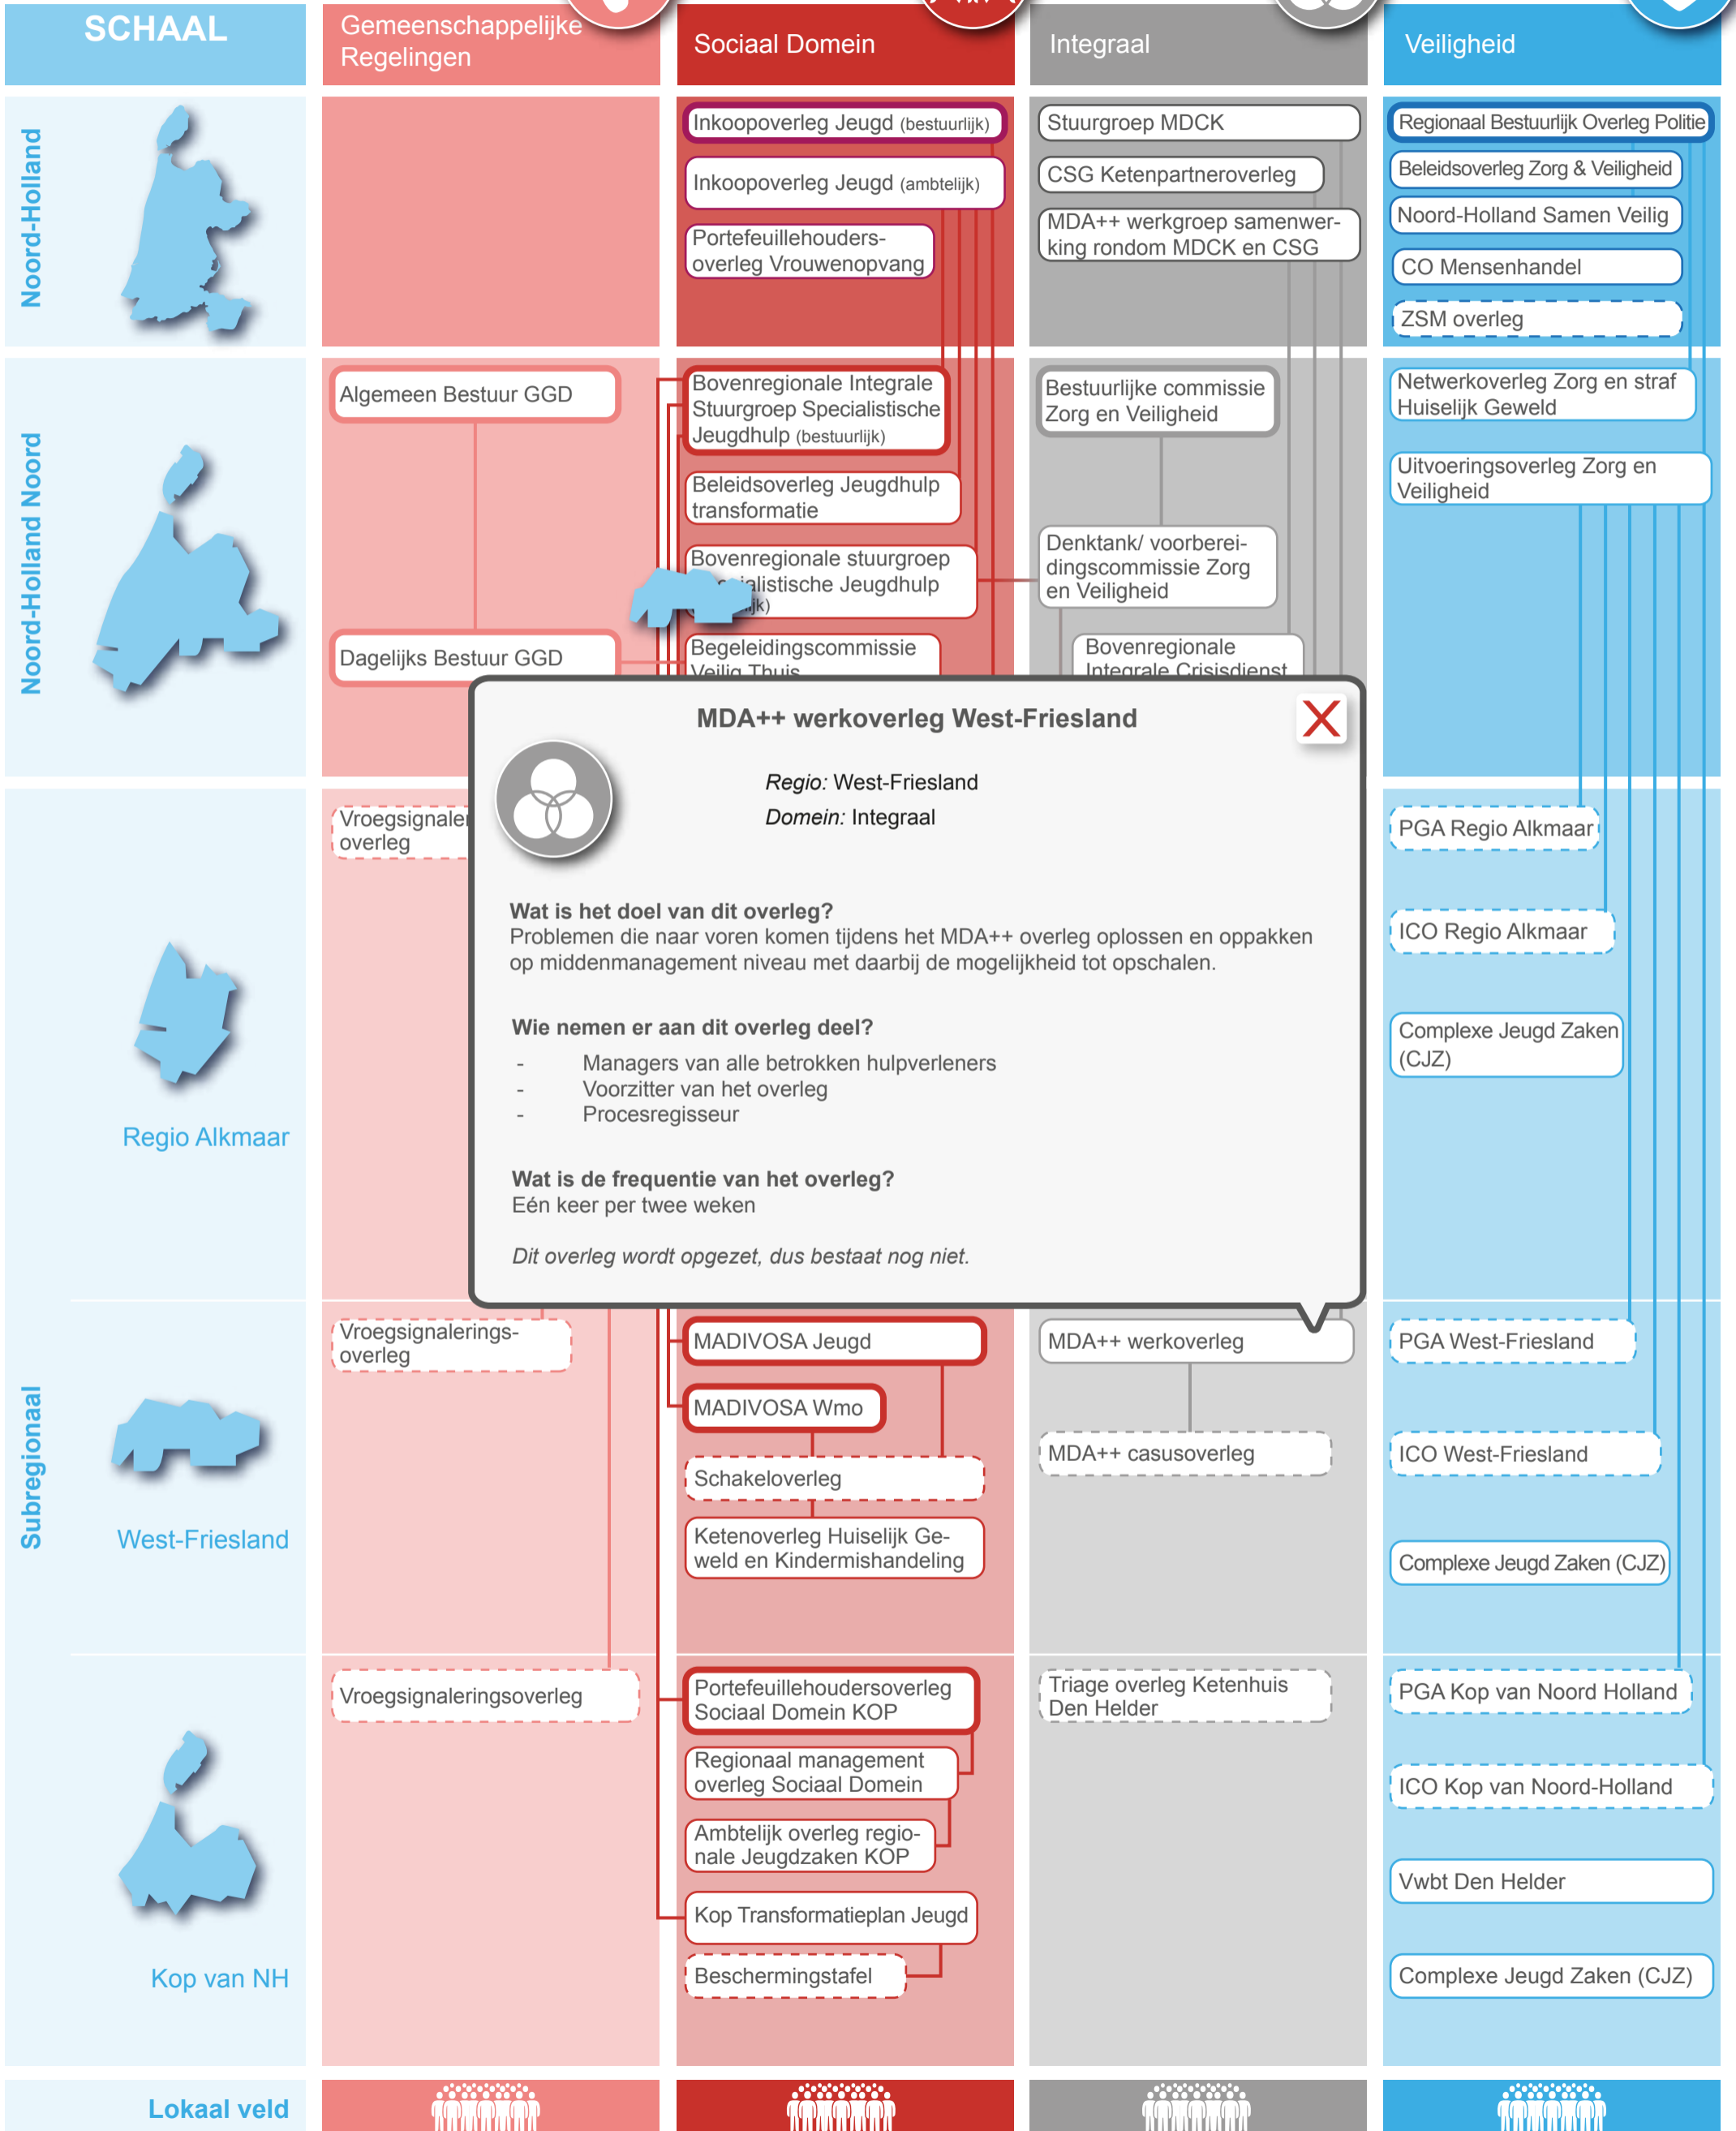 SCHAAL
Gemeenschappelijke
Regelingen
Sociaal Domein
Integraal
Veiligheid
Noord-Holland
Inkoopoverleg Jeugd (bestuurlijk)
Inkoopoverleg Jeugd (ambtelijk)
Portefeuillehouders-
overleg Vrouwenopvang
Stuurgroep MDCK
CSG Ketenpartneroverleg
MDA++ werkgroep samenwer-
king rondom MDCK en CSG
Regionaal Bestuurlijk Overleg Politie
Beleidsoverleg Zorg & Veiligheid
Noord-Holland Samen Veilig
CO Mensenhandel
ZSM overleg
Noord-Holland Noord
Algemeen Bestuur GGD
Dagelijks Bestuur GGD
Bovenregionale Integrale
Stuurgroep Specialistische
Jeugdhulp (bestuurlijk)
Beleidsoverleg Jeugdhulp
transformatie
Bovenregionale stuurgroep
ialistische Jeugdhulp
jk)
Begeleidingscommissie
Veilig Thuis
Bestuurlijke commissie
Zorg en Veiligheid
Denktank/ voorberei-
dingscommissie Zorg
en Veiligheid
Bovenregionale
Integrale Crisisdienst
Netwerkoverleg Zorg en straf
Huiselijk Geweld
Uitvoeringsoverleg Zorg en
Veiligheid
MDA++ werkoverleg West-Friesland
X
Regio: West-Friesland
Domein: Integraal
Wat is het doel van dit overleg?
Problemen die naar voren komen tijdens het MDA++ overleg oplossen en oppakken
op middenmanagement niveau met daarbij de mogelijkheid tot opschalen.
Wie nemen er aan dit overleg deel?
- Managers van alle betrokken hulpverleners
- Voorzitter van het overleg
- Procesregisseur
Wat is de frequentie van het overleg?
Eén keer per twee weken
Dit overleg wordt opgezet, dus bestaat nog niet.
Subregionaal
Regio Alkmaar
Vroegsignaler
overleg
PGA Regio Alkmaar
ICO Regio Alkmaar
Complexe Jeugd Zaken
(CJZ)
West-Friesland
Vroegsignalerings-
overleg
MADIVOSA Jeugd
MADIVOSA Wmo
Schakeloverleg
Ketenoverleg Huiselijk Ge-
weld en Kindermishandeling
MDA++ werkoverleg
MDA++ casusoverleg
PGA West-Friesland
ICO West-Friesland
Complexe Jeugd Zaken (CJZ)
Kop van NH
Vroegsignaleringsoverleg
Portefeuillehoudersoverleg
Sociaal Domein KOP
Regionaal management
overleg Sociaal Domein
Ambtelijk overleg regio-
nale Jeugdzaken KOP
Kop Transformatieplan Jeugd
Beschermingstafel
Triage overleg Ketenhuis
Den Helder
PGA Kop van Noord Holland
ICO Kop van Noord-Holland
Vwbt Den Helder
Complexe Jeugd Zaken (CJZ)
Lokaal veld